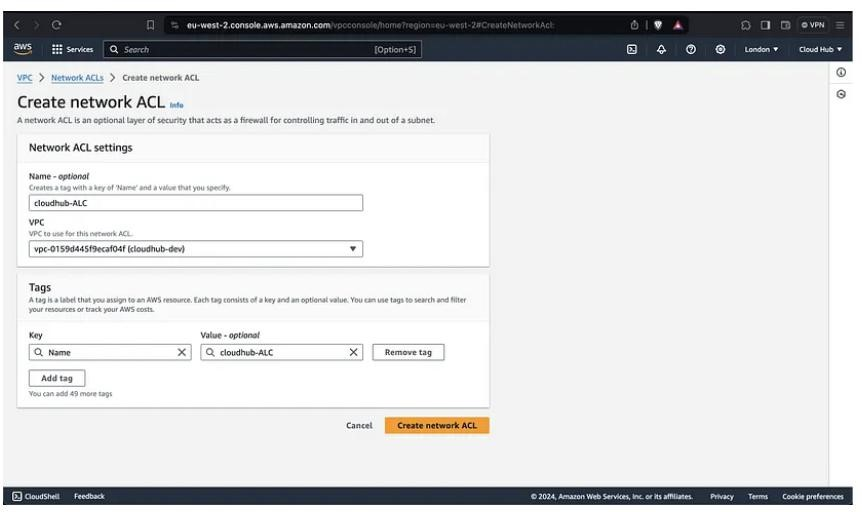 eu-west-2.console.aws.amazon.com/vpcconsole/home?region=eu-west-2#CreateNetworkAcl:
VPN
aws Services Search [Option+S] London Cloud Hub
VPC > Network ACLs > Create network ACL
Create network ACL Info
A network ACL is an optional layer of security that acts as a firewall for controlling traffic in and out of a subnet.
Network ACL settings
Name - optional
Creates a tag with a key of 'Name' and a value that you specify.
cloudhub-ALC
VPC
VPC to use for this network ACL.
vpc-0159d445f9ecaf04f (cloudhub-dev)
Tags
A tag is a label that you assign to an AWS resource. Each tag consists of a key and an optional value. You can use tags to search and filter
your resources or track your AWS costs.
Key Value - optional
Name cloudhub-ALC Remove tag
Add tag
You can add 49 more tags
Cancel Create network ACL
CloudShell Feedback © 2024, Amazon Web Services, Inc. or its affiliates. Privacy Terms Cookie preferences